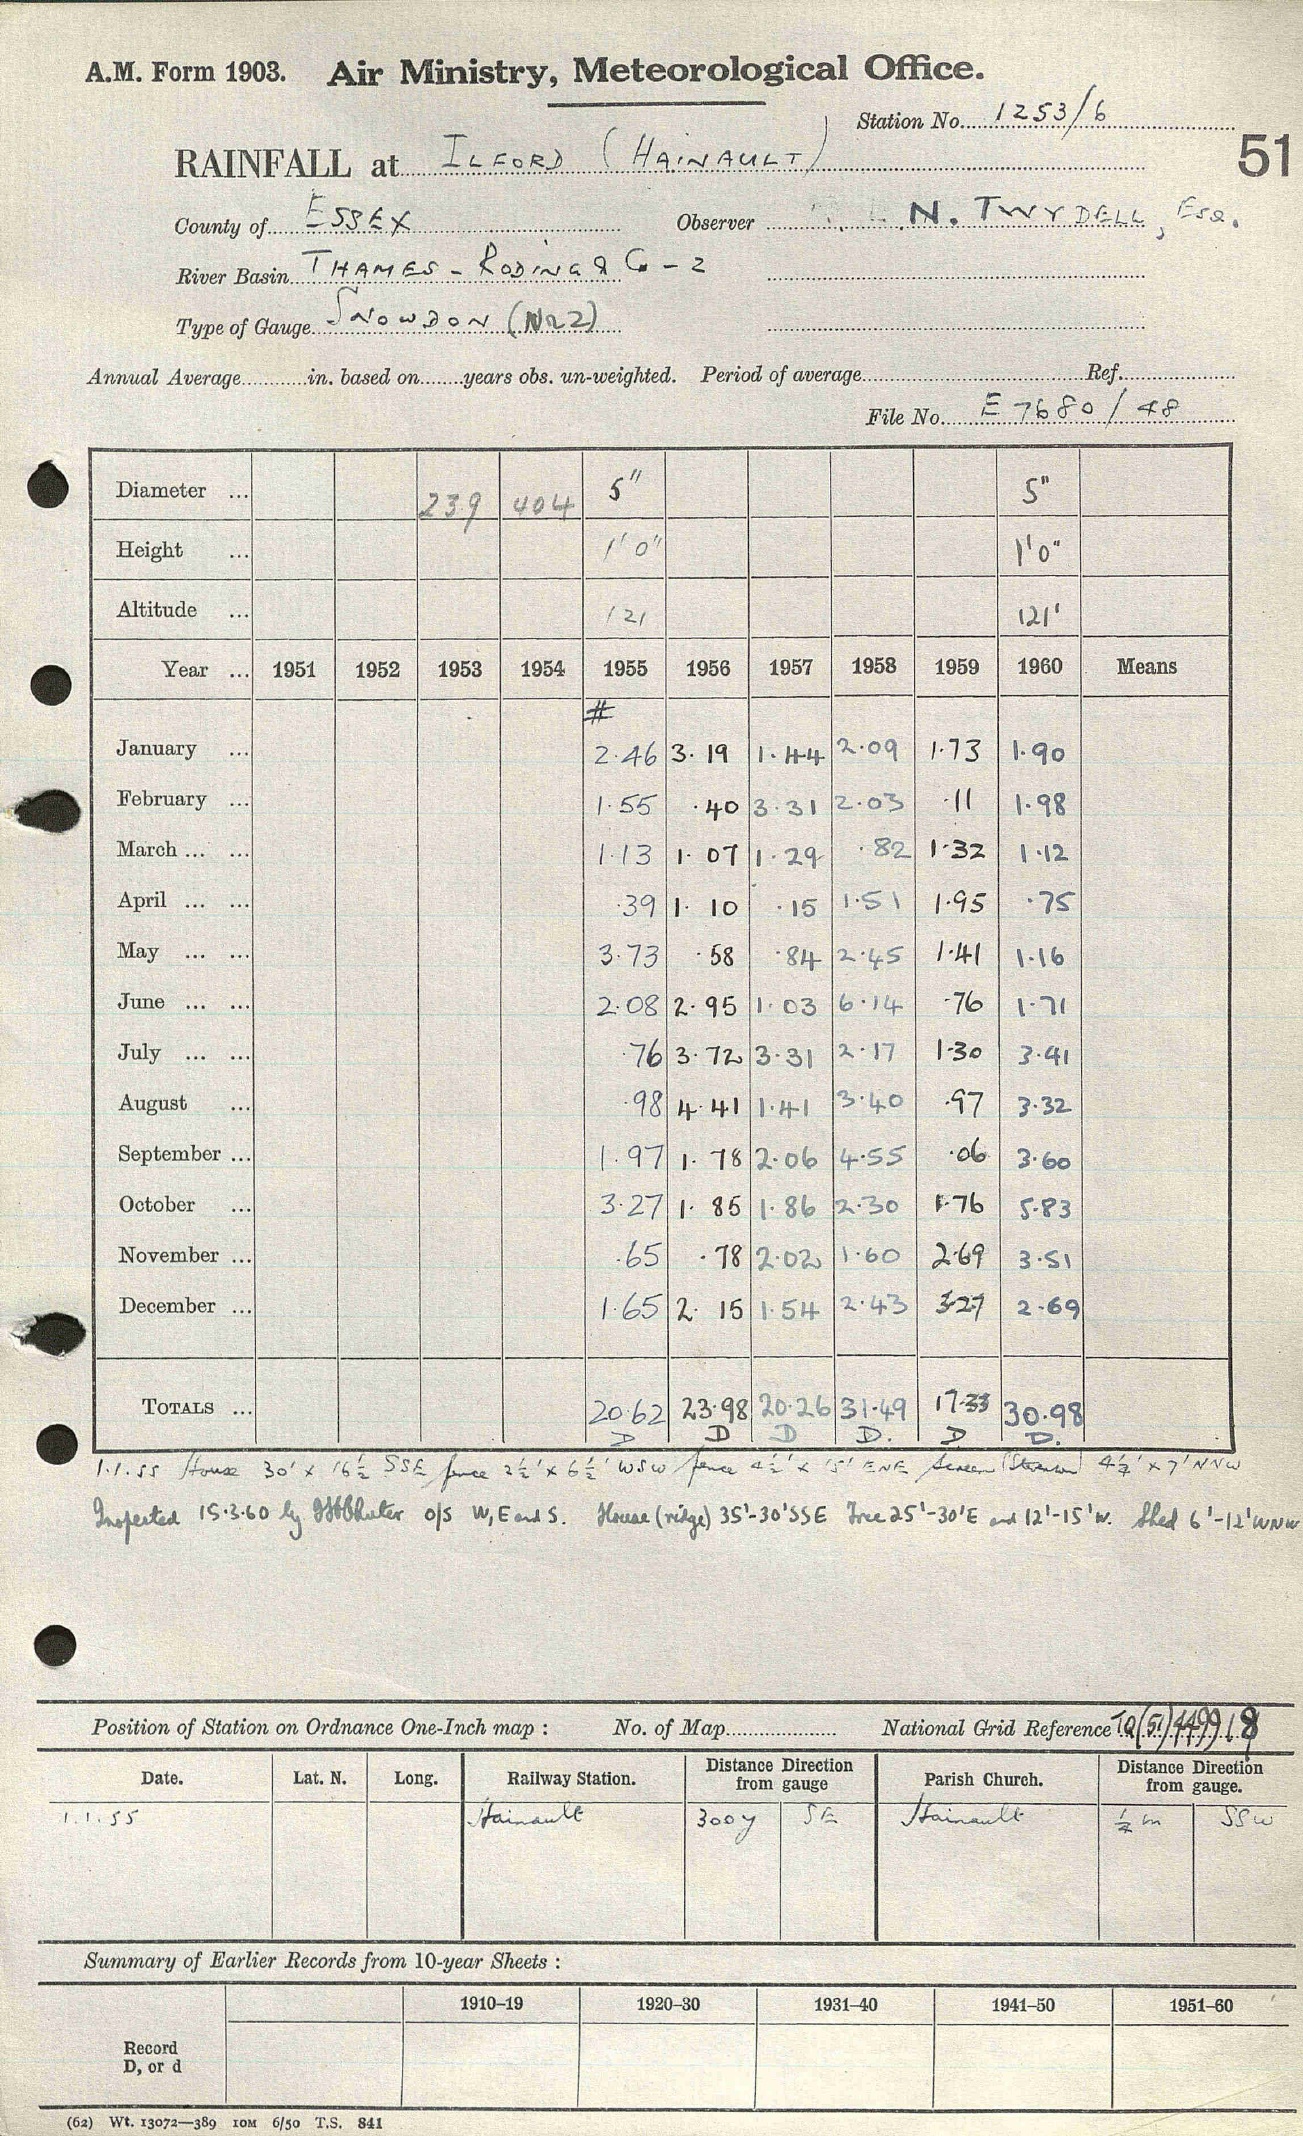 A.M. Form 1903. Air Ministry, Meteorological Office.
Station No. 1253/6
51
RAINFALL at ILFORD (HAINAULT)
County of ESSEX Observer N. TWYDELL, ESQ.
River Basin THAMES - RODING & C - 2
Type of Gauge SNOWDON (N22)
Annual Average in. based on years obs. un-weighted. Period of average Ref.
File No. E 7680/48
Diameter ... 239 404 5" 5"
Height ... 1'0" 1'0"
Altitude ... 121 121'
Year ... 1951 1952 1953 1954 1955 1956 1957 1958 1959 1960 Means
#
January ... 2.46 3.19 1.44 2.09 1.73 1.90
February ... 1.55 .40 3.31 2.03 .11 1.98
March ... ... 1.13 1.07 1.29 .82 1.32 1.12
April ... ... .39 1.10 .15 1.51 1.95 .75
May ... ... 3.73 .58 .84 2.45 1.41 1.16
June ... ... 2.08 2.95 1.03 6.14 .76 1.71
July ... ... .76 3.72 3.31 2.17 1.30 3.41
August ... .98 4.41 1.41 3.40 .97 3.32
September ... 1.97 1.78 2.06 4.55 .06 3.60
October ... 3.27 1.85 1.86 2.30 1.76 5.83
November ... .65 .78 2.02 1.60 2.69 3.51
December ... 1.65 2.15 1.54 2.43 3.27 2.69
TOTALS ... 20.62 23.98 20.26 31.49 17.33 30.98
D D D D. D D.
1.1.55 House 30' x 16½ SSE fence 2½' x 6½' WSW fence 4½' x 15' ENE Screen (Stevenson) 4½' x 7' NNW
Inspected 15.3.60 by o/s W, E and S. House (ridge) 35'-30' SSE Tree 25'-30' E and 12'-15' W. Shed 6'-12' WNW
Position of Station on Ordnance One-Inch map : No. of Map National Grid Reference TQ(51)449918
Date. Lat. N. Long. Railway Station. Distance Direction from gauge Parish Church. Distance Direction from gauge.
1.1.55 Hainault 300y SE Hainault ½ m SSW
Summary of Earlier Records from 10-year Sheets :
1910–19 1920–30 1931–40 1941–50 1951–60
Record
D, or d
(62) Wt. 13072—389 10M 6/50 T.S. 841